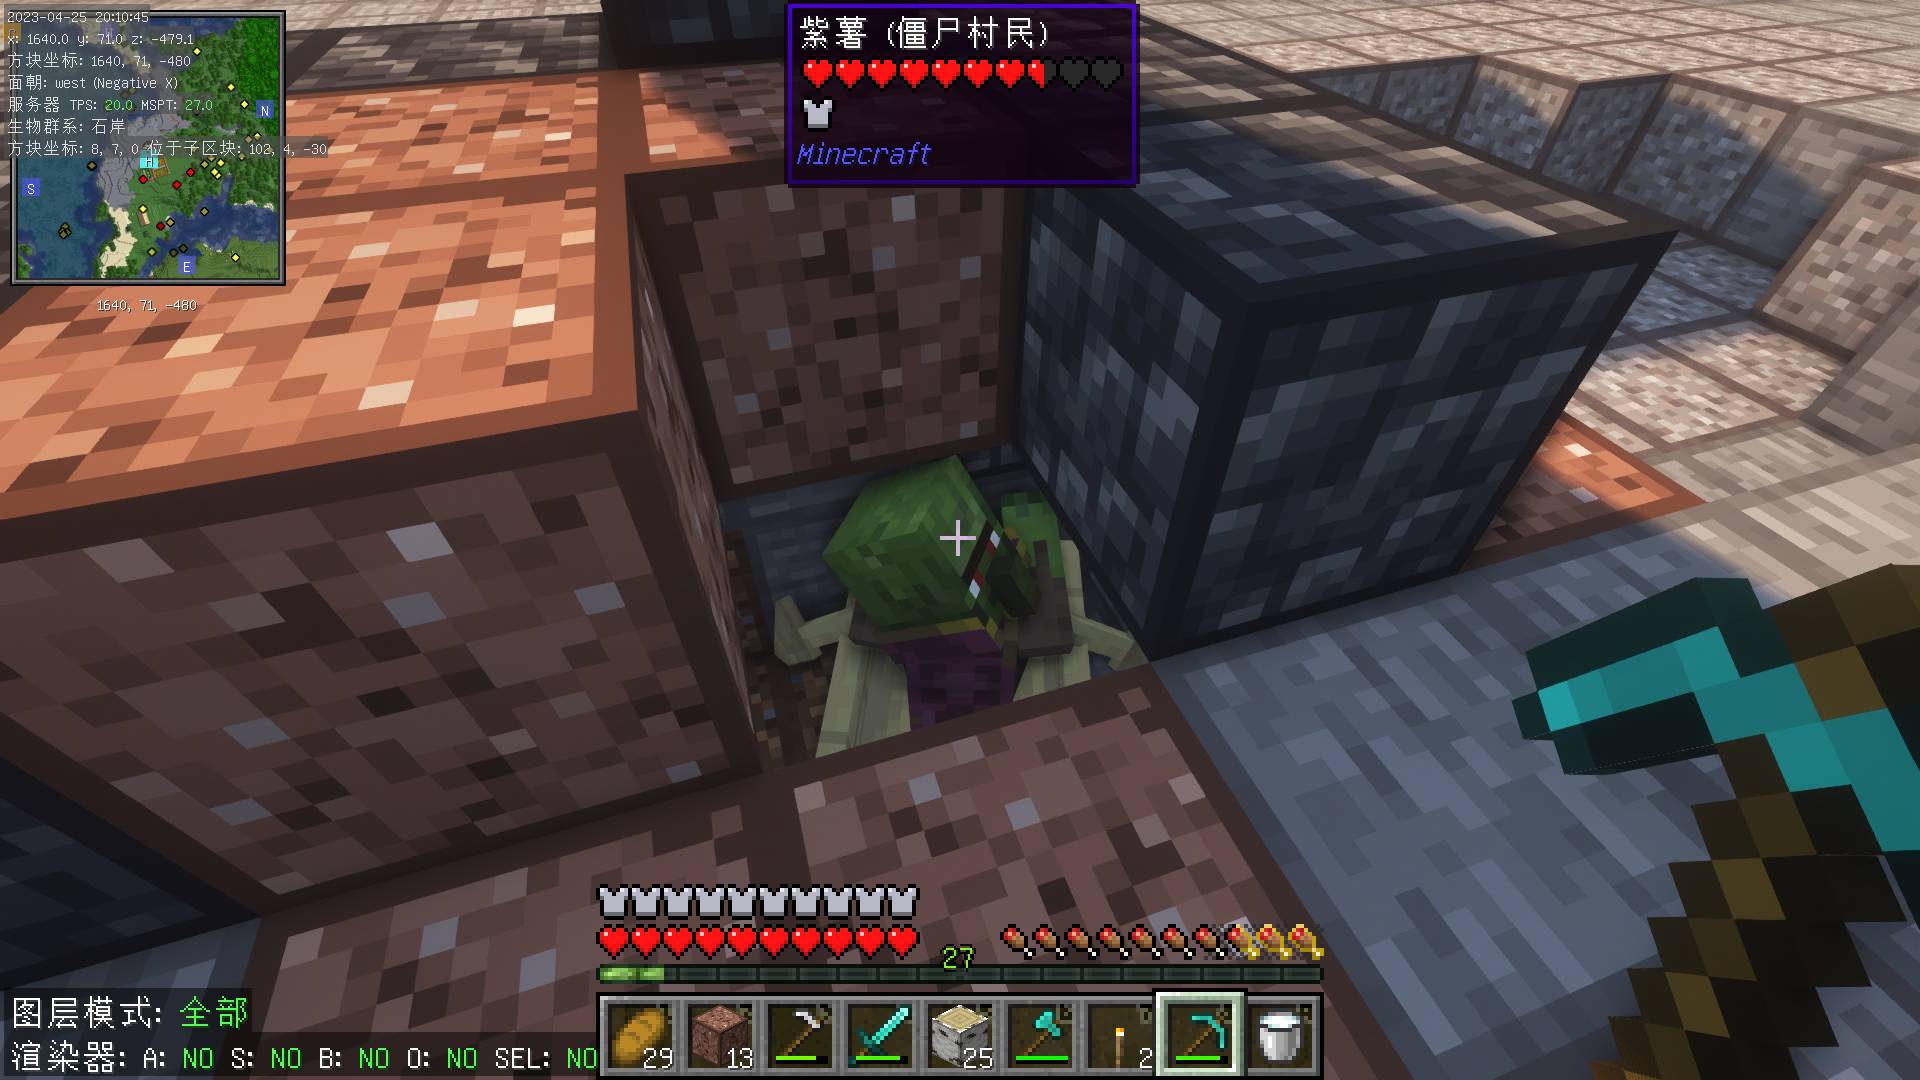 2023-04-25 20:10:45
x: 1640.0 y: 71.0 z: -479.1
方块坐标: 1640, 71, -480
面朝: west (Negative X)
服务器 TPS: 20.0 MSPT: 27.0
生物群系: 石岸
方块坐标: 8, 7, 0 位于子区块: 102, 4, -30
N
H
S
E
1640, 71, -480
紫薯 (僵尸村民)
Minecraft
27
图层模式: 全部
渲染器: A: NO S: NO B: NO O: NO SEL: NO
29
13
25
2